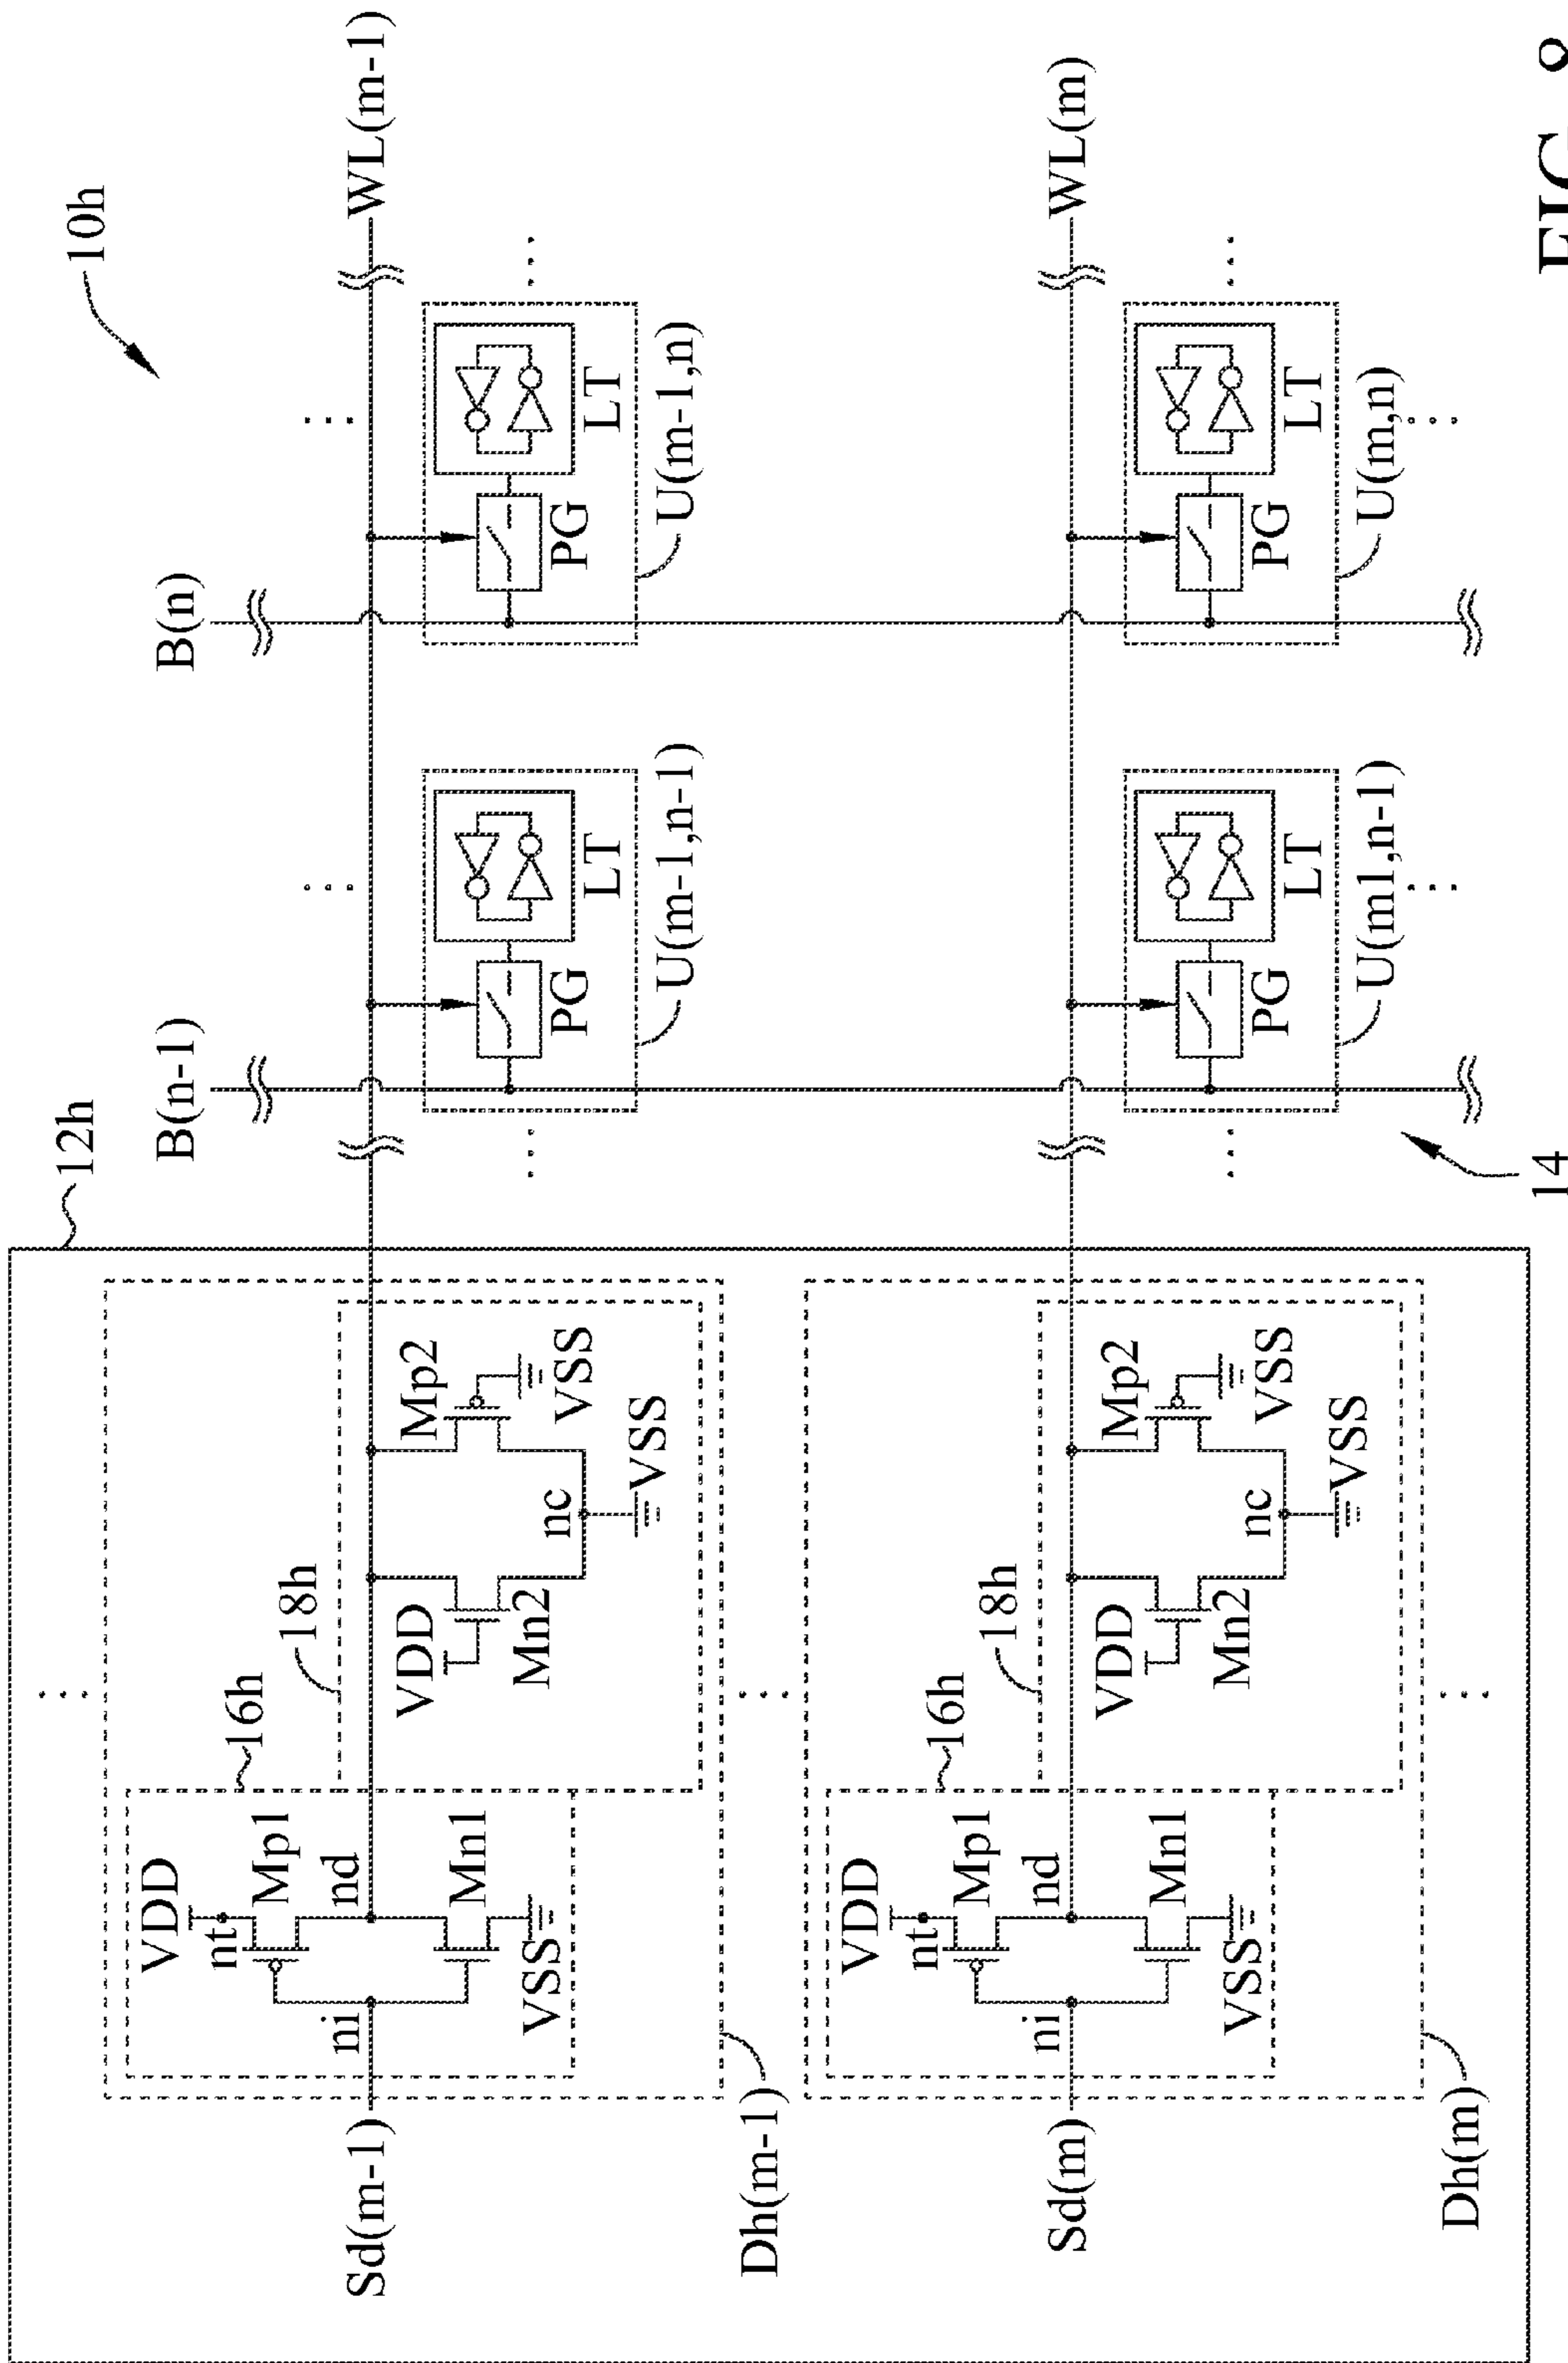 10h
12h
B(n-1)
B(n)
16h
18h
VDD
nt
Mp1
nd
ni
Mn1
VSS
VDD
Mn2
nc
Mp2
VSS
VSS
Sd(m-1)
Dh(m-1)
WL(m-1)
PG
LT
U(m-1,n-1)
PG
LT
U(m-1,n)
16h
18h
VDD
nt
Mp1
nd
ni
Mn1
VSS
VDD
Mn2
nc
Mp2
VSS
VSS
Sd(m)
Dh(m)
WL(m)
PG
LT
U(m1,n-1)
PG
LT
U(m,n)
14
FIG. 8